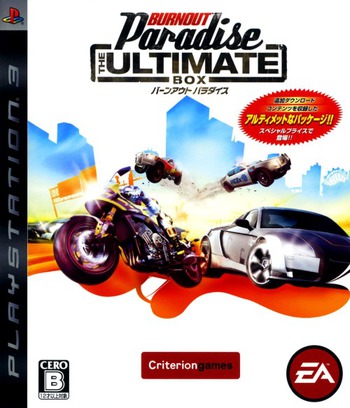 PLAYSTATION 3
BURNOUT
Paradise
THE ULTIMATE
BOX
バーンアウト パラダイス
追加ダウンロード
コンテンツを収録した
アルティメットなパッケージ!!
スペシャルプライスで
登場!!
CERO
B
Criteriongames
EA